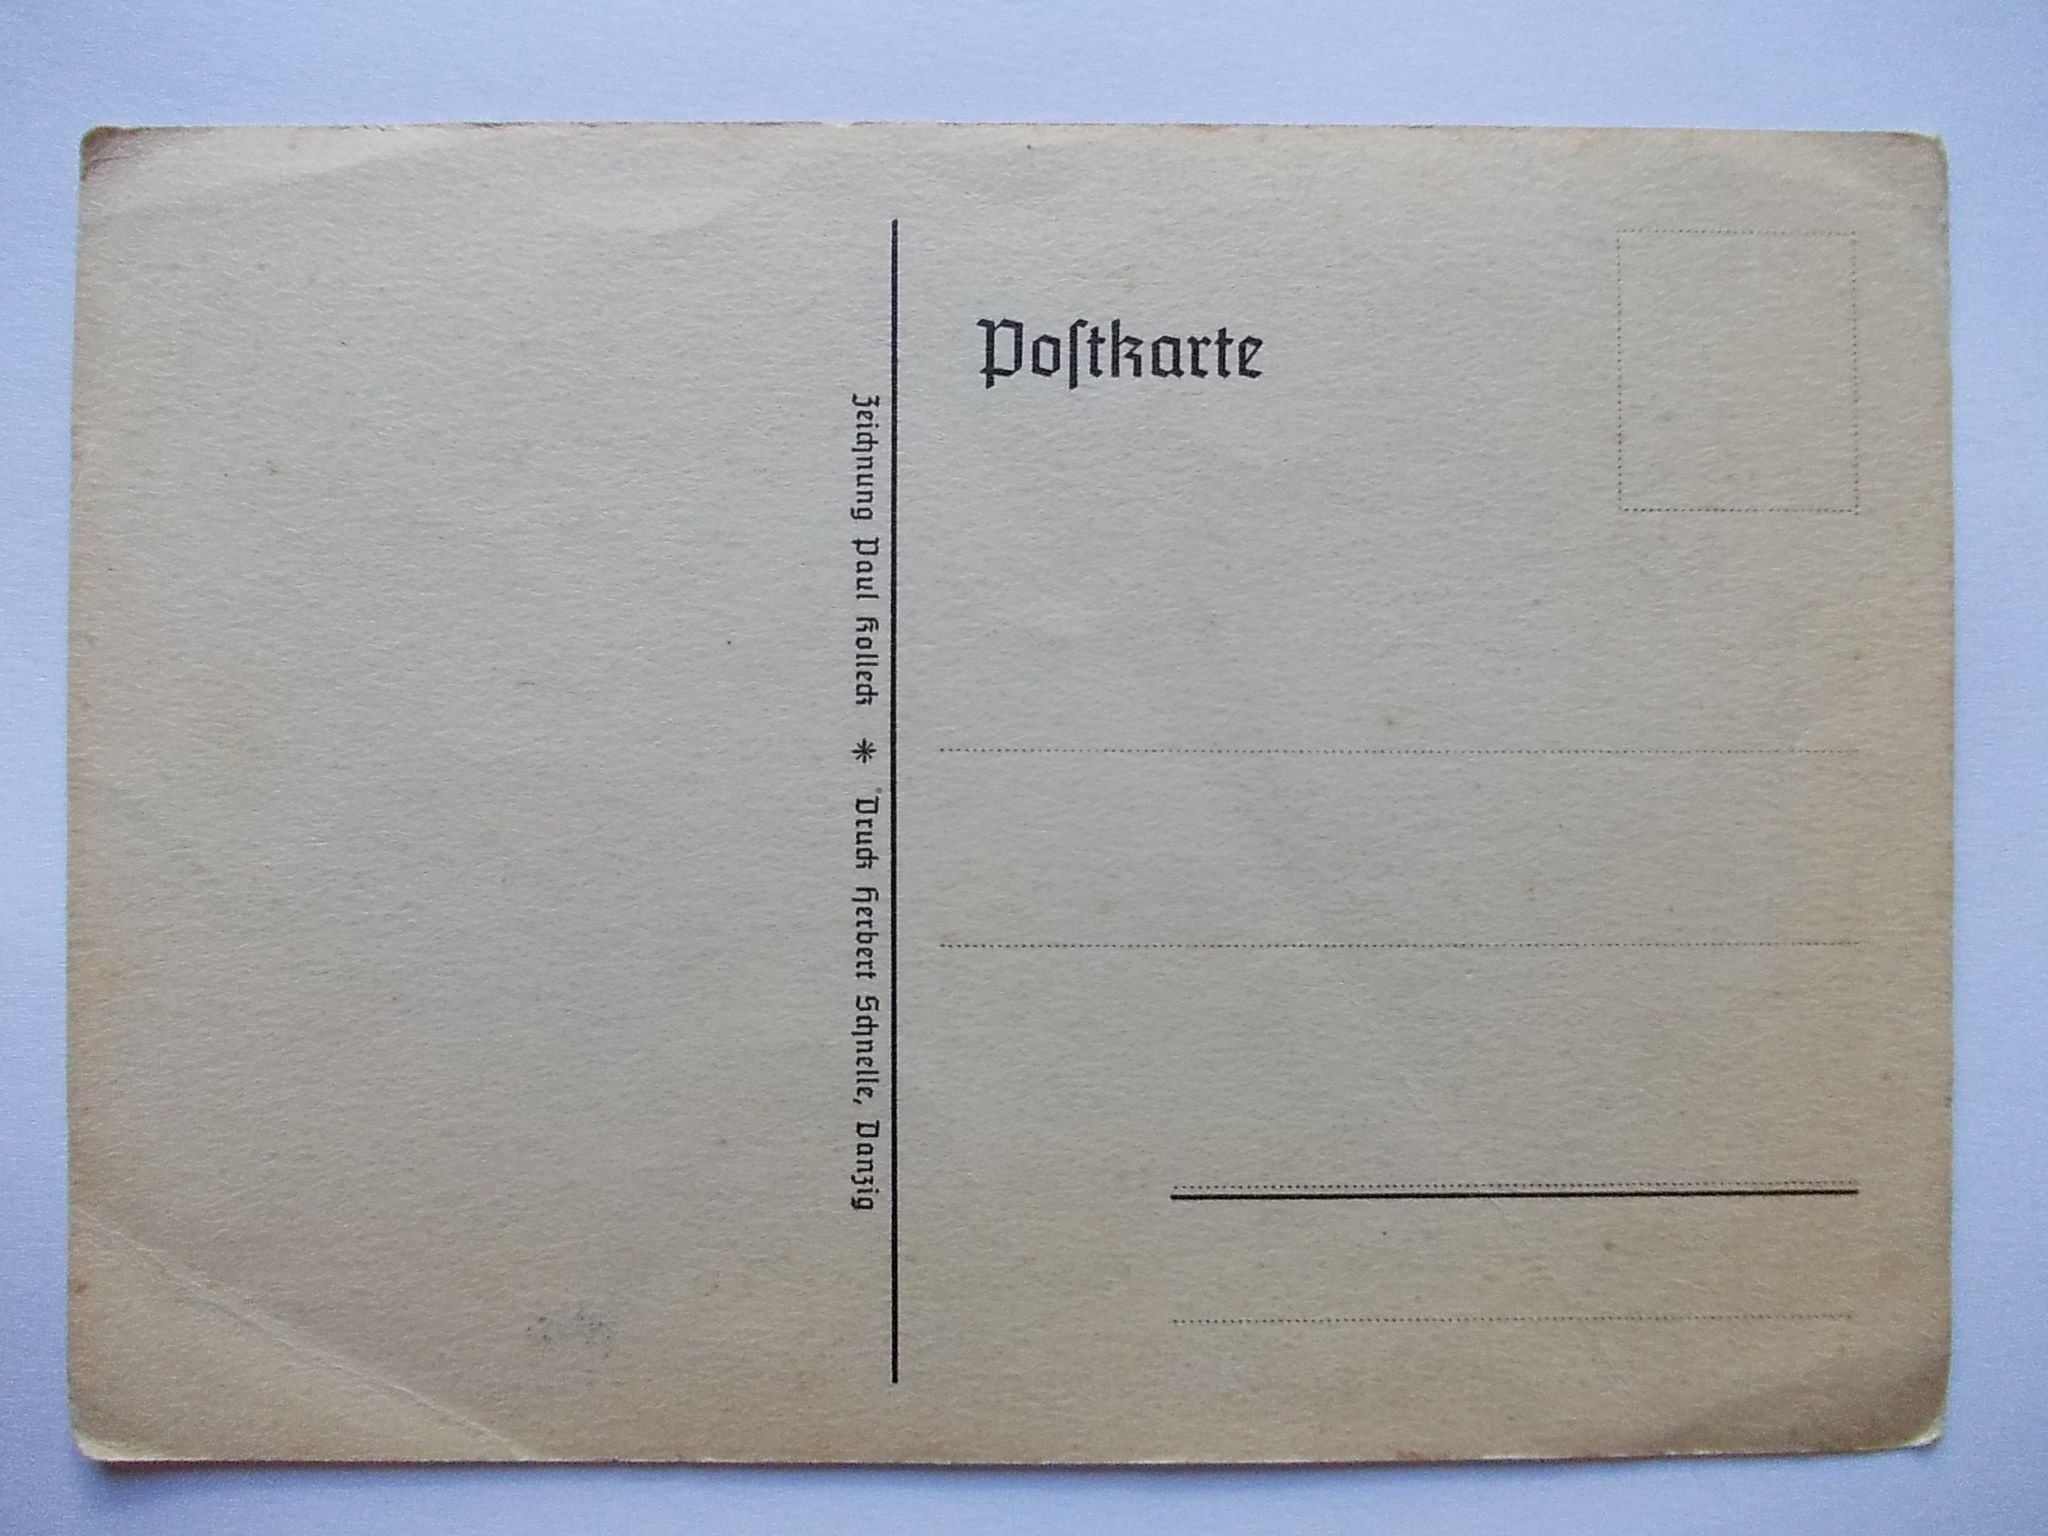 Poſtkarte
Zeichnung Paul Kolleck * Druck Herbert Schnelle, Danzig